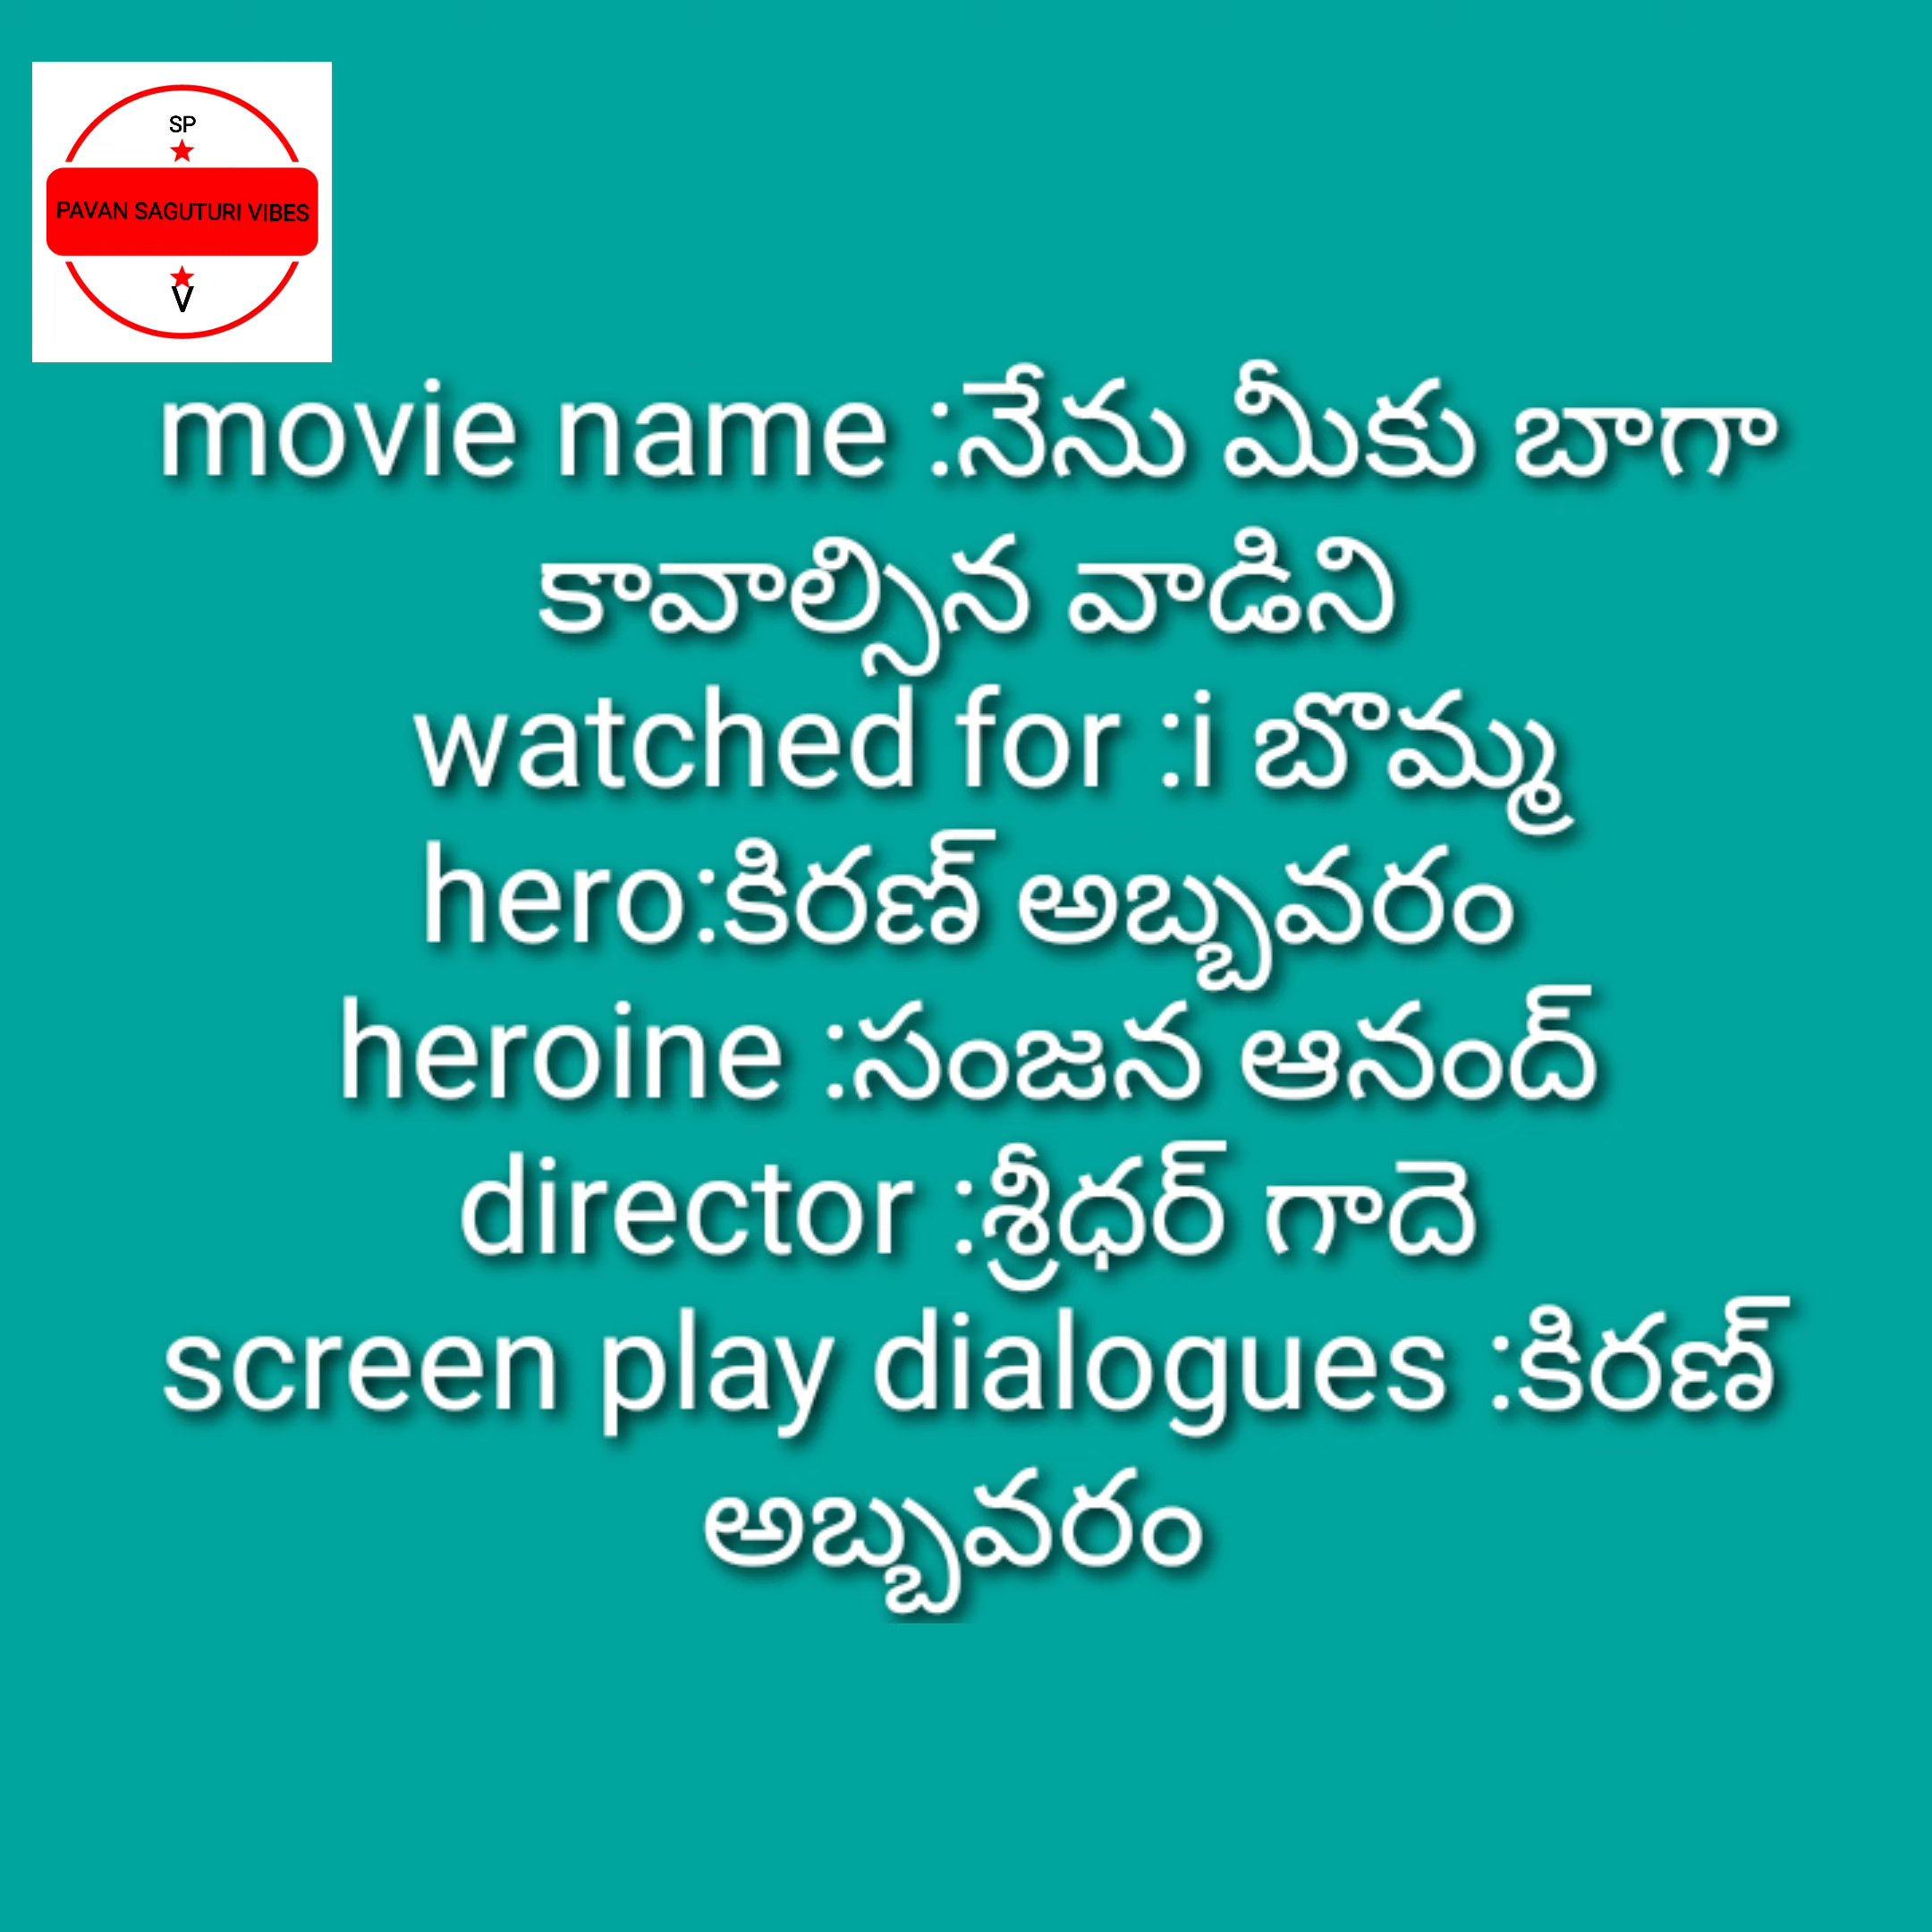 SP
PAVAN SAGUTURI VIBES
V
movie name :నేను మీకు బాగా
కావాల్సిన వాడిని
watched for :i బొమ్మ
hero:కిరణ్ అబ్బవరం
heroine :సంజన ఆనంద్
director :శ్రీధర్ గాదె
screen play dialogues :కిరణ్
అబ్బవరం